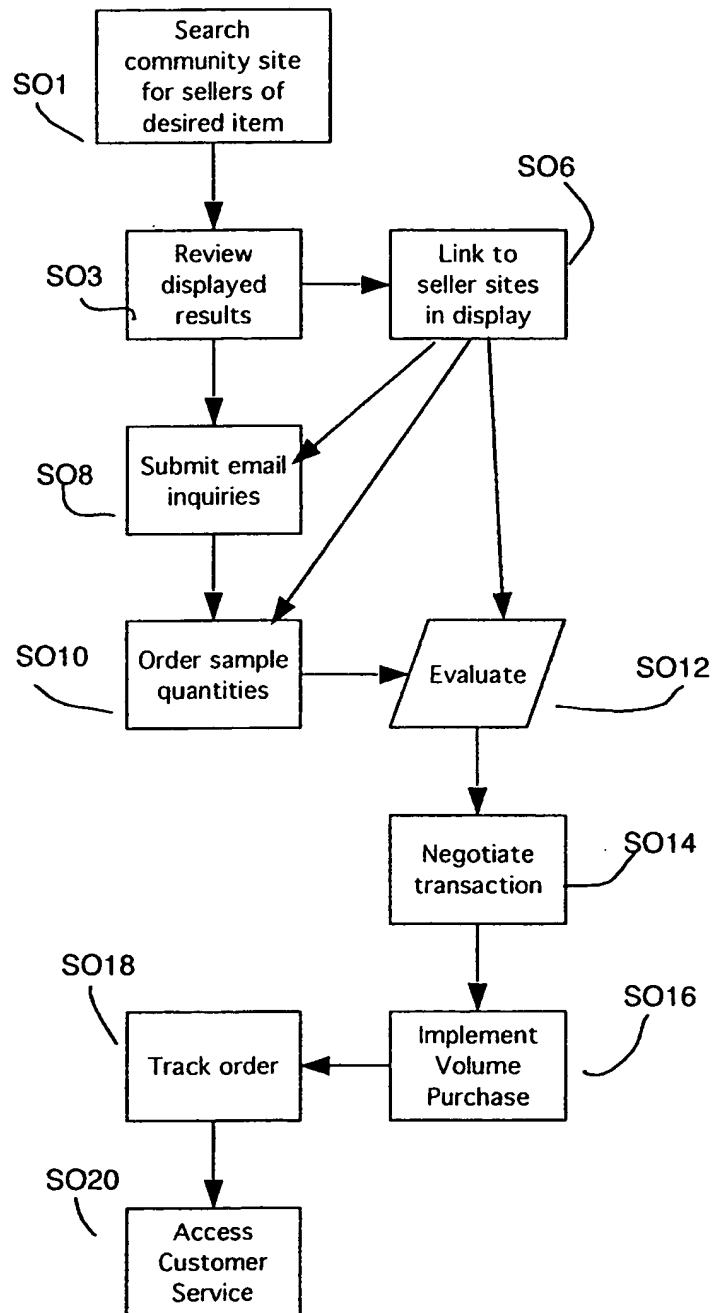 Search
community site
for sellers of
desired item
SO1
SO6
Review
displayed
results
SO3
Link to
seller sites
in display
Submit email
inquiries
SO8
Order sample
quantities
SO10
Evaluate
SO12
Negotiate
transaction
SO14
SO18
SO16
Track order
Implement
Volume
Purchase
SO20
Access
Customer
Service